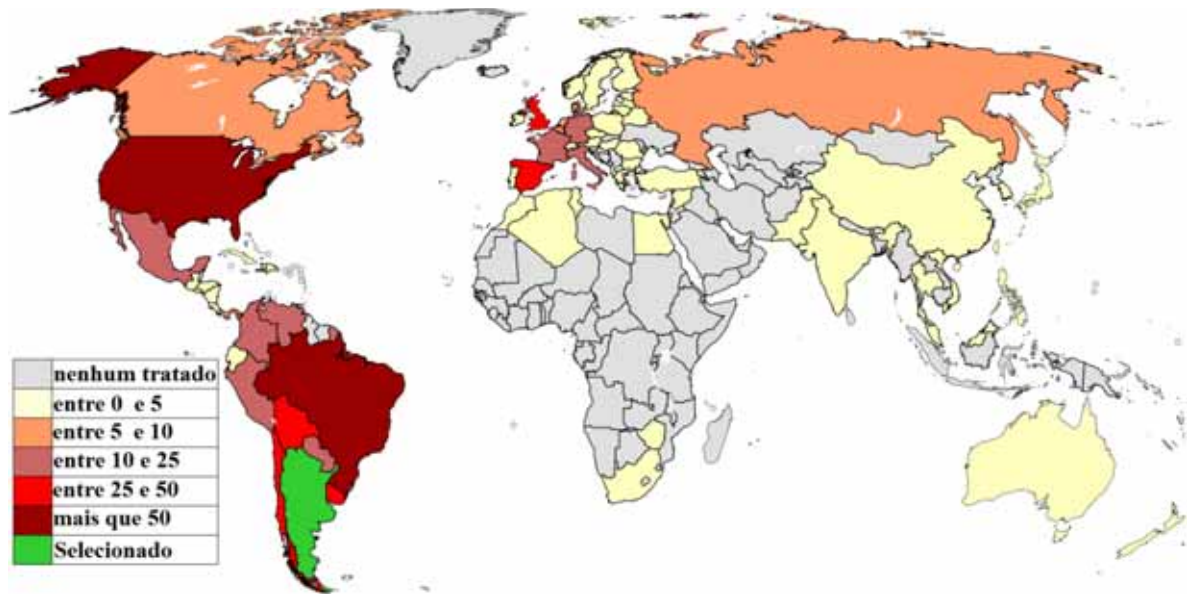 nenhum tratado
entre 0 e 5
entre 5 e 10
entre 10 e 25
entre 25 e 50
mais que 50
Selecionado